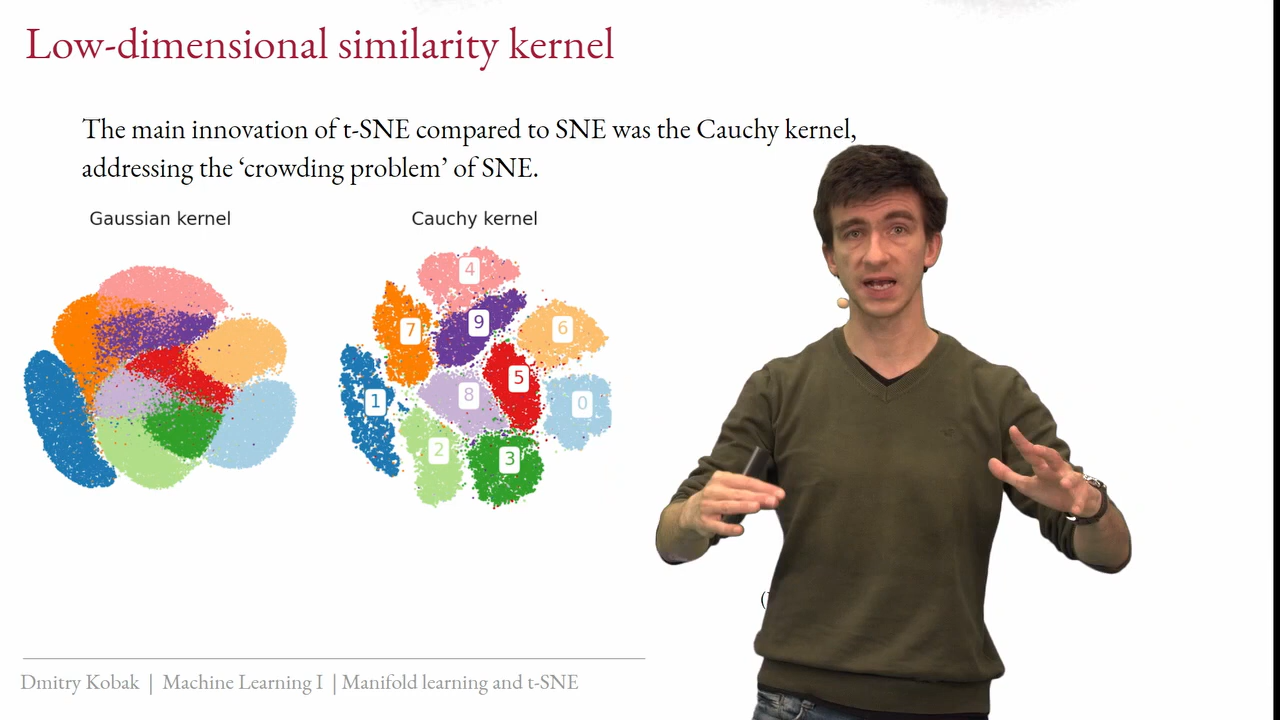 Low-dimensional similarity kernel
The main innovation of t-SNE compared to SNE was the Cauchy kernel,
addressing the ‘crowding problem’ of SNE.
Gaussian kernel
Cauchy kernel
4
7
9
6
5
1
8
0
2
3
Dmitry Kobak | Machine Learning I | Manifold learning and t-SNE